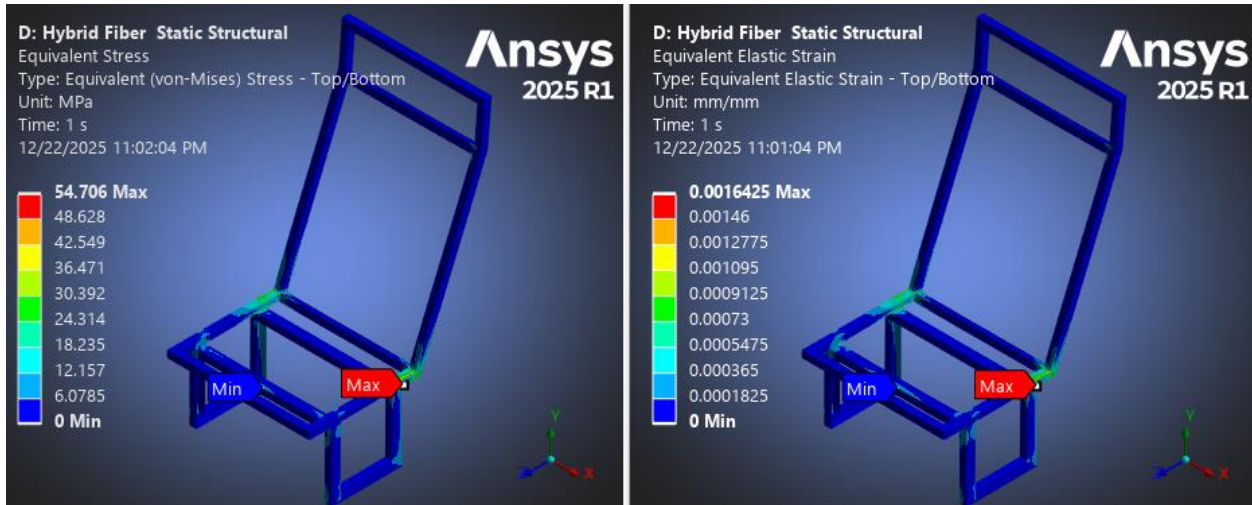 D: Hybrid Fiber Static Structural
Equivalent Stress
Type: Equivalent (von-Mises) Stress - Top/Bottom
Unit: MPa
Time: 1 s
12/22/2025 11:02:04 PM
Ansys
2025 R1
54.706 Max
48.628
42.549
36.471
30.392
24.314
18.235
12.157
6.0785
0 Min
Min
Max
Y
Z
X
D: Hybrid Fiber Static Structural
Equivalent Elastic Strain
Type: Equivalent Elastic Strain - Top/Bottom
Unit: mm/mm
Time: 1 s
12/22/2025 11:01:04 PM
Ansys
2025 R1
0.0016425 Max
0.00146
0.0012775
0.001095
0.0009125
0.00073
0.0005475
0.000365
0.0001825
0 Min
Min
Max
Y
Z
X